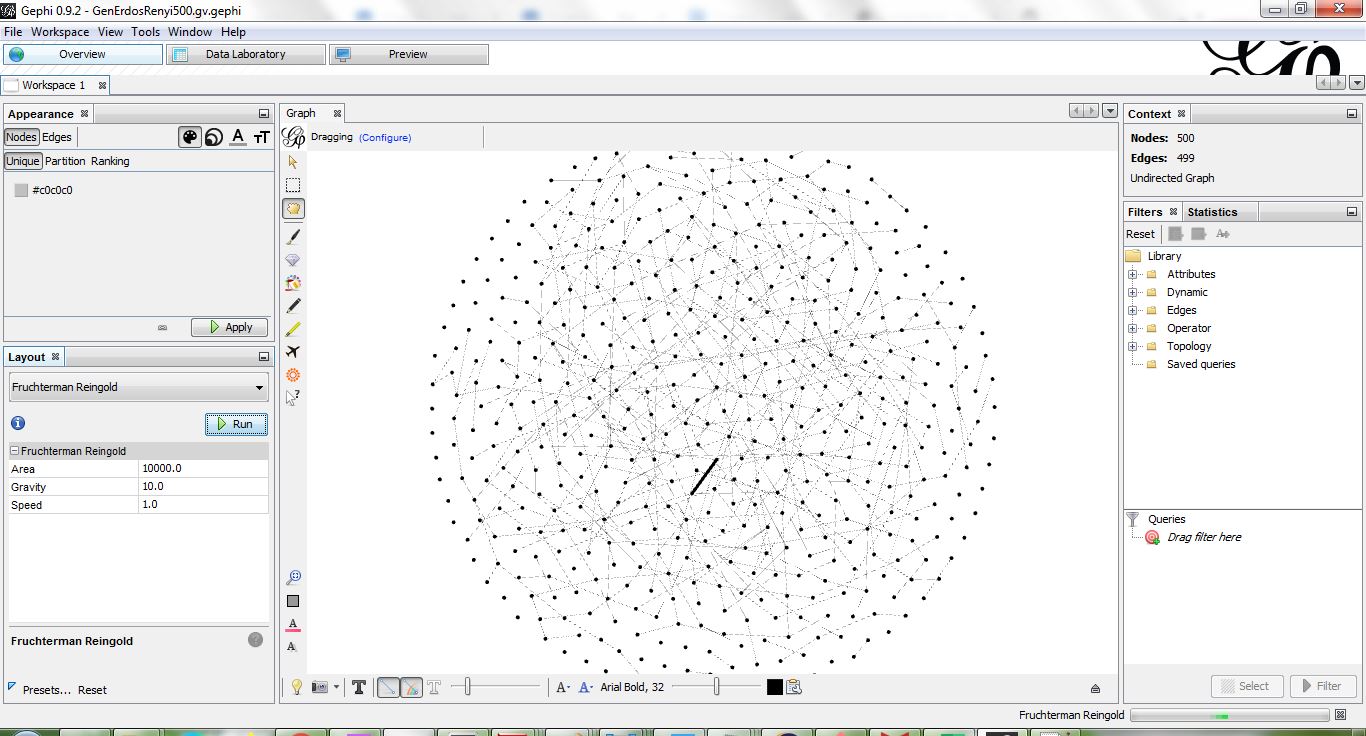 Gephi 0.9.2 - GenErdosRenyi500.gv.gephi
File Workspace View Tools Window Help
Overview Data Laboratory Preview
Workspace 1
Appearance
Nodes Edges
Unique Partition Ranking
#c0c0c0
Apply
Layout
Fruchterman Reingold
Run
Fruchterman Reingold
Area 10000.0
Gravity 10.0
Speed 1.0
Fruchterman Reingold
Presets... Reset
Graph
Dragging (Configure)
Arial Bold, 32
Context
Nodes: 500
Edges: 499
Undirected Graph
Filters Statistics
Reset
Library
Attributes
Dynamic
Edges
Operator
Topology
Saved queries
Queries
Drag filter here
Select Filter
Fruchterman Reingold